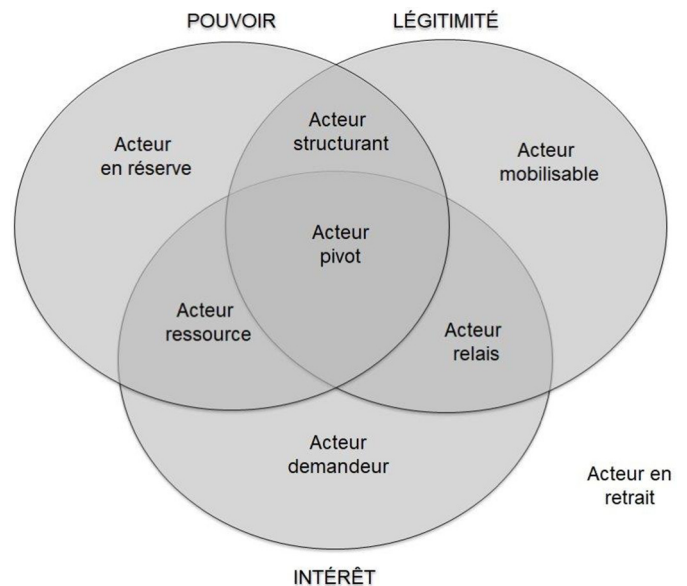 POUVOIR
LÉGITIMITÉ
Acteur
structurant
Acteur
en réserve
Acteur
mobilisable
Acteur
pivot
Acteur
ressource
Acteur
relais
Acteur
demandeur
Acteur en
retrait
INTÉRÊT